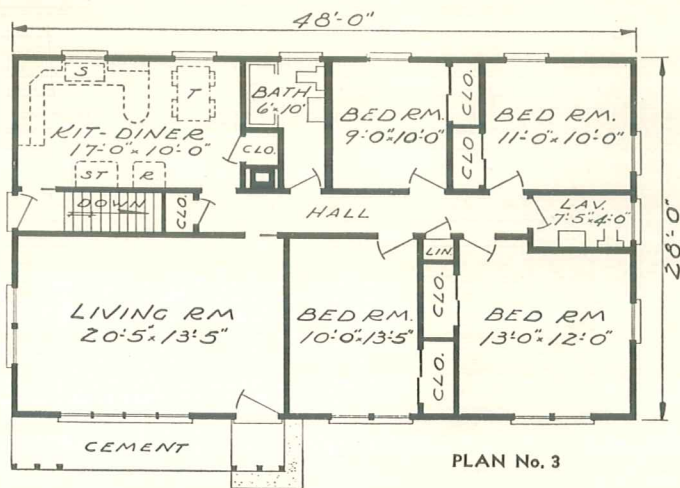 48'-0"
S
T
BATH
6'x10'
KIT-DINER
17'-0"x10'-0"
ST
R
CLO.
BED RM.
9'-0"x10'-0"
CLO.
CLO.
BED RM.
11'-0"x10'-0"
DOWN
CLO.
HALL
LAV.
7'-5"x4'-0"
28'-0"
LIN.
LIVING RM
20'-5"x13'-5"
BED RM.
10'-0"x13'-5"
CLO.
CLO.
BED RM
13'-0"x12'-0"
CEMENT
PLAN No. 3